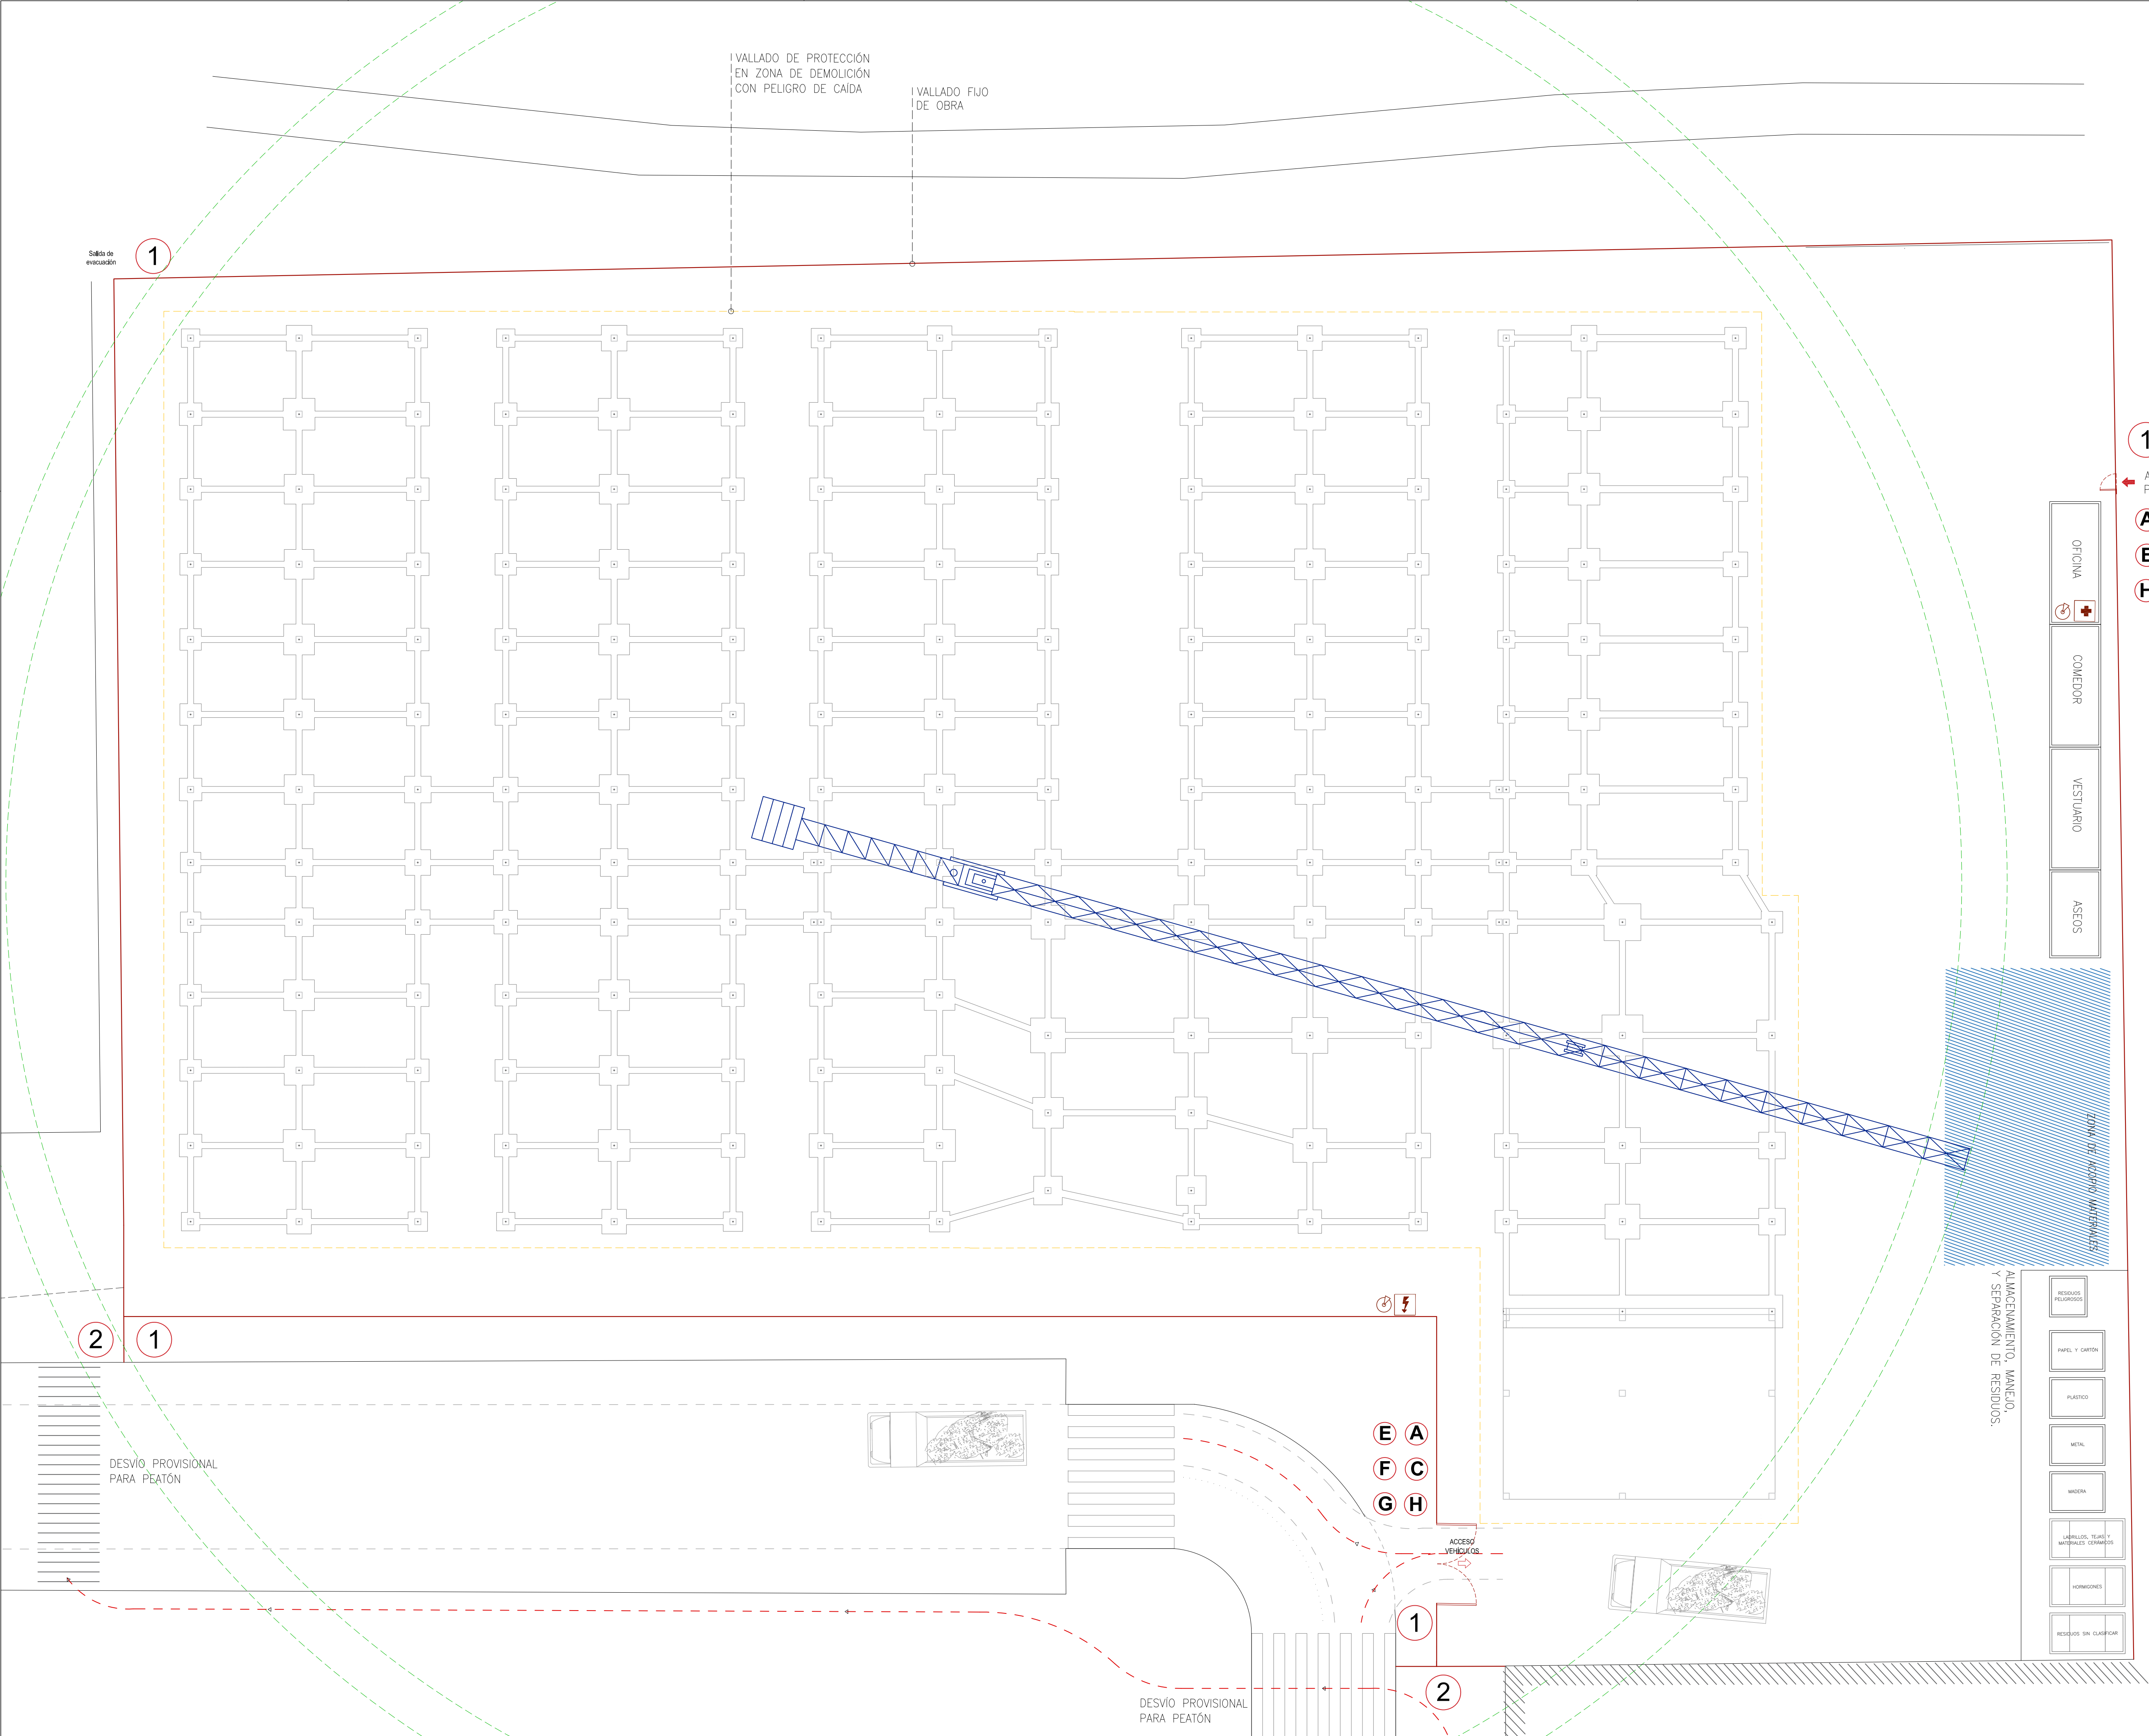 VALLADO DE PROTECCIÓN
EN ZONA DE DEMOLICIÓN
CON PELIGRO DE CAÍDA
VALLADO FIJO
DE OBRA
Salida de
evacuación
1
1
A
P
A
E
H
OFICINA
COMEDOR
VESTUARIO
ASEOS
ZONA DE ACOPIO MATERIALES
ALMACENAMIENTO, MANEJO,
Y SEPARACIÓN DE RESIDUOS.
RESIDUOS
PELIGROSOS
PAPEL Y CARTÓN
PLASTICO
METAL
MADERA
LADRILLOS, TEJAS Y
MATERIALES CERÁMICOS
HORMIGONES
RESIDUOS SIN CLASIFICAR
2 1
DESVÍO PROVISIONAL
PARA PEATÓN
E A
F C
G H
ACCESO
VEHÍCULOS
1
2
DESVÍO PROVISIONAL
PARA PEATÓN